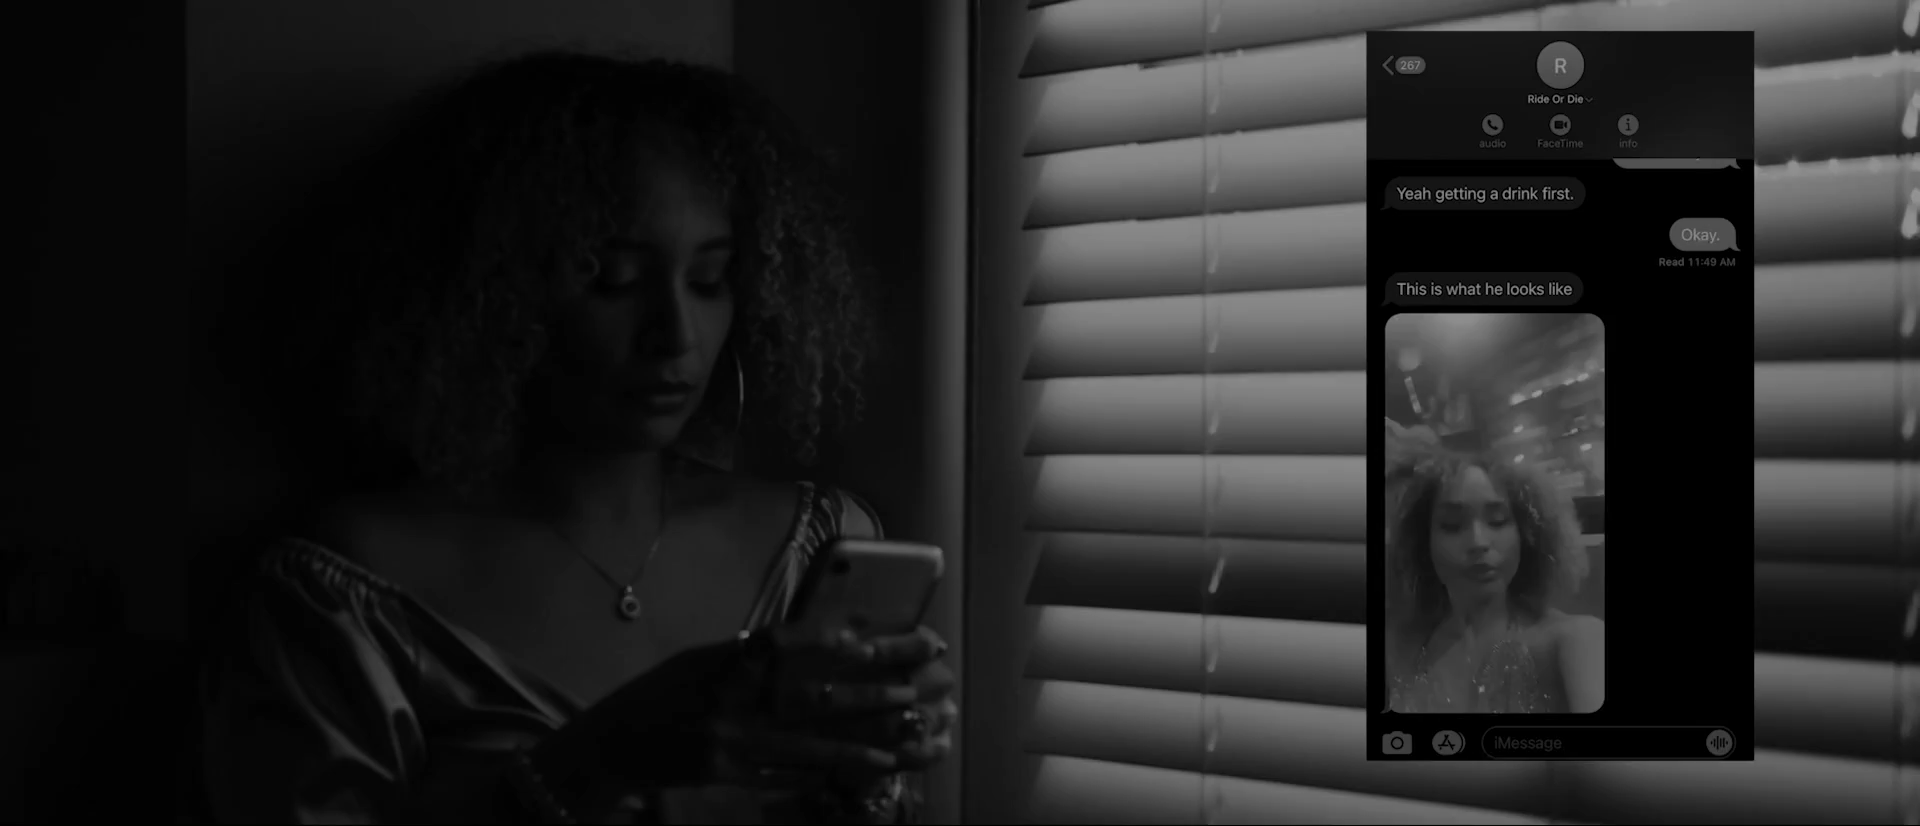 267
R
Ride Or Die
audio
FaceTime
info
Yeah getting a drink first.
Okay.
Read 11:49 AM
This is what he looks like
iMessage